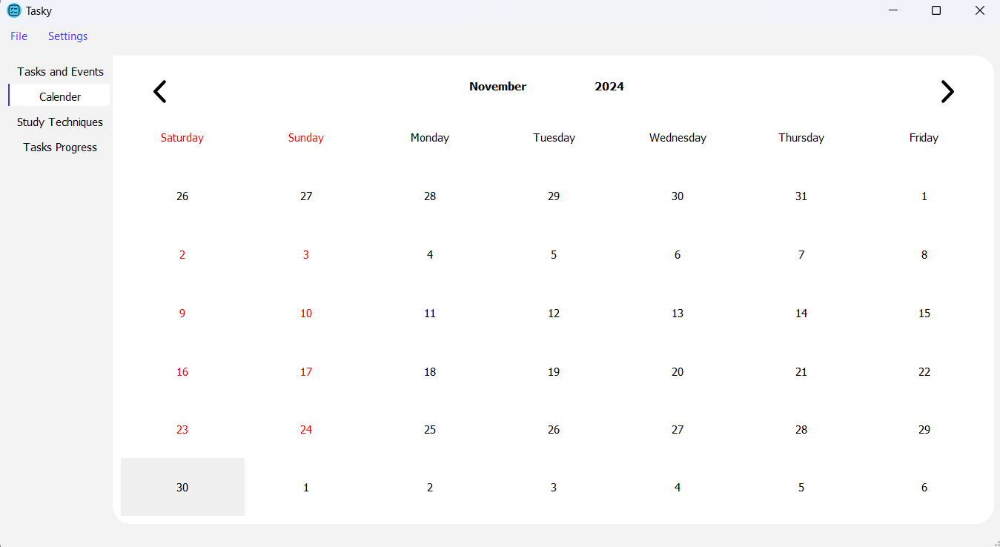 Tasky
File Settings
Tasks and Events
Calender
Study Techniques
Tasks Progress
November 2024
Saturday Sunday Monday Tuesday Wednesday Thursday Friday
26 27 28 29 30 31 1
2 3 4 5 6 7 8
9 10 11 12 13 14 15
16 17 18 19 20 21 22
23 24 25 26 27 28 29
30 1 2 3 4 5 6